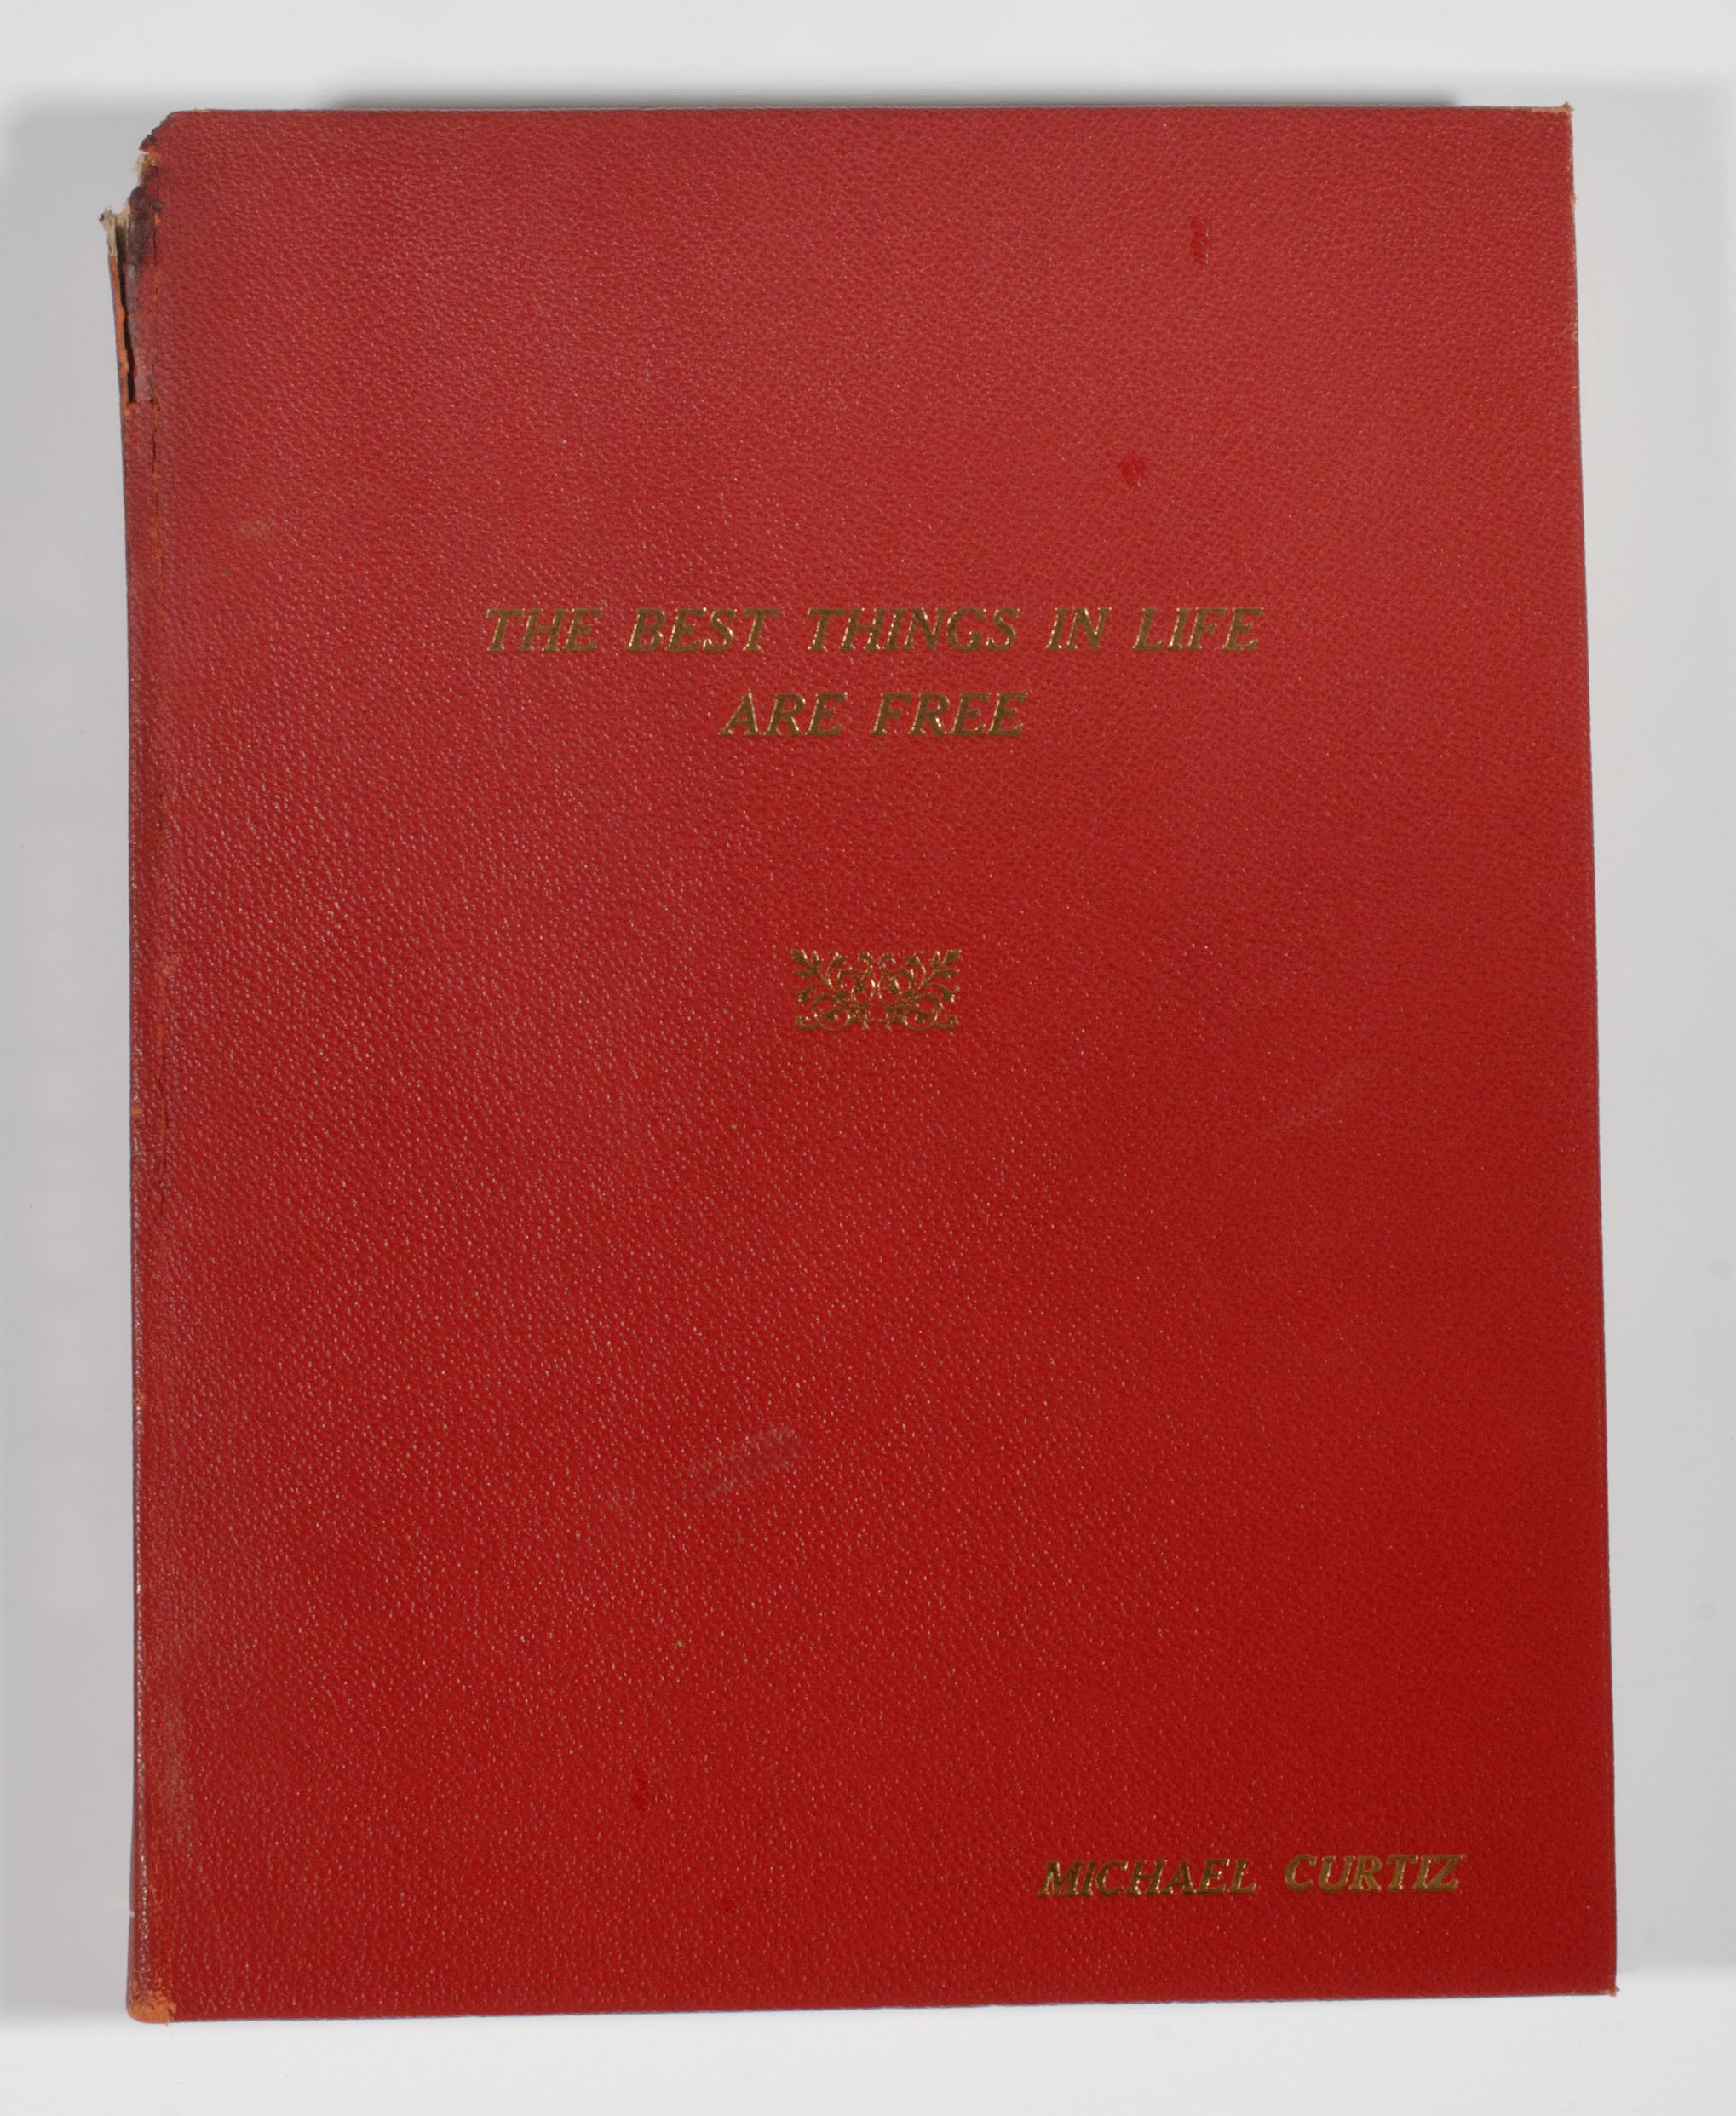 THE BEST THINGS IN LIFE
ARE FREE
MICHAEL CURTIZ